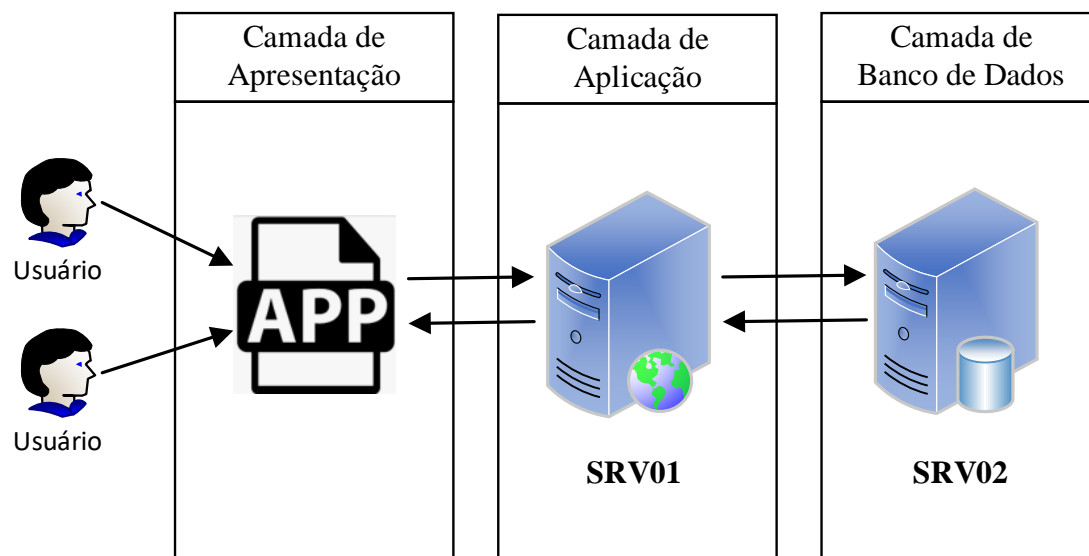 Camada de
Apresentação
Camada de
Aplicação
Camada de
Banco de Dados
Usuário
Usuário
APP
SRV01
SRV02